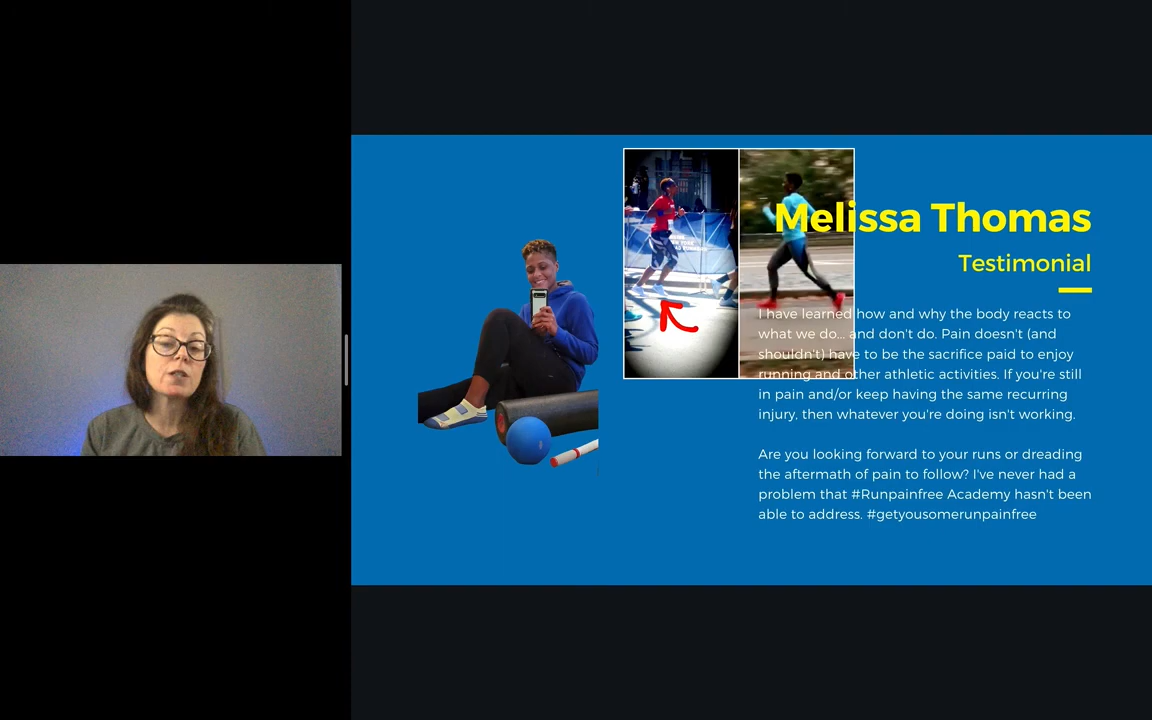 Melissa Thomas
Testimonial
I have learned how and why the body reacts to
what we do... and don't do. Pain doesn't (and
shouldn't) have to be the sacrifice paid to enjoy
running and other athletic activities. If you're still
in pain and/or keep having the same recurring
injury, then whatever you're doing isn't working.
Are you looking forward to your runs or dreading
the aftermath of pain to follow? I've never had a
problem that #Runpainfree Academy hasn't been
able to address. #getyousomerunpainfree